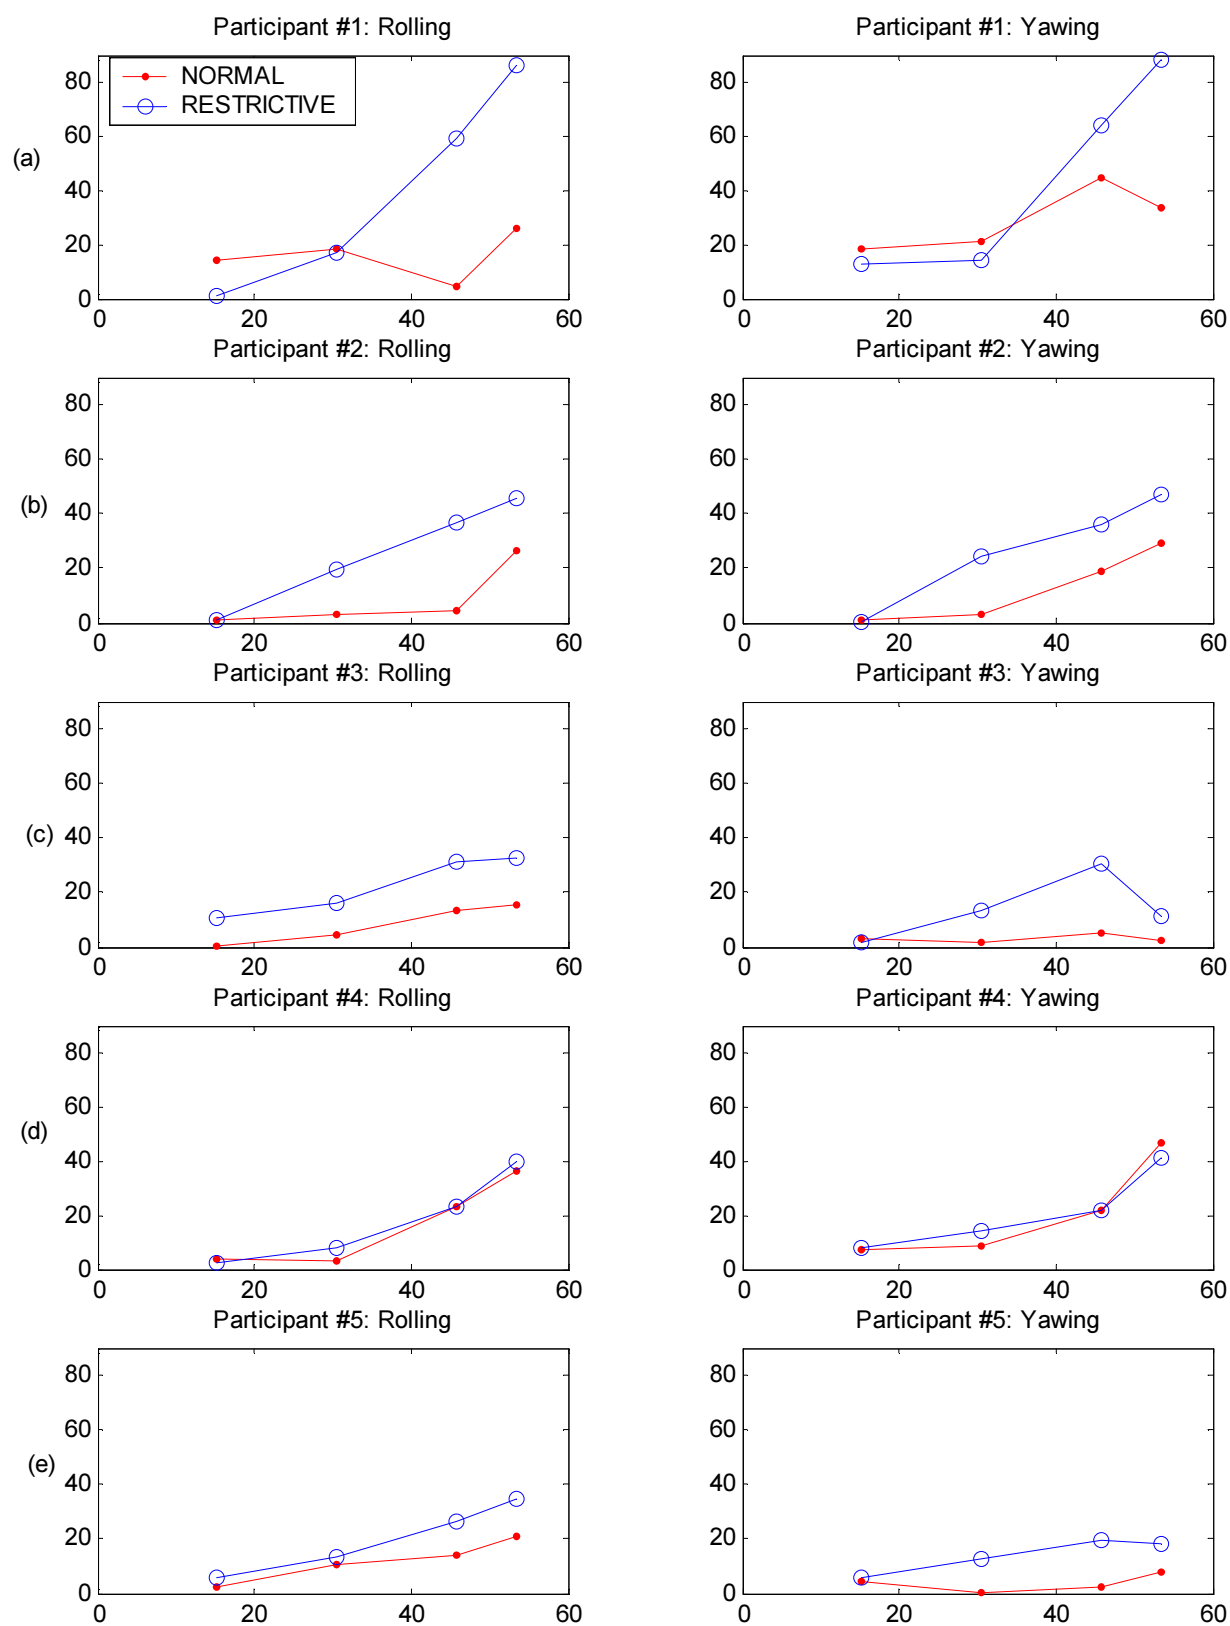 Participant #1: Rolling
Participant #1: Yawing
NORMAL
RESTRICTIVE
(a)
80
60
40
20
0
0 20 40 60
80
60
40
20
0
0 20 40 60
Participant #2: Rolling
Participant #2: Yawing
(b)
80
60
40
20
0
0 20 40 60
80
60
40
20
0
0 20 40 60
Participant #3: Rolling
Participant #3: Yawing
(c)
80
60
40
20
0
0 20 40 60
80
60
40
20
0
0 20 40 60
Participant #4: Rolling
Participant #4: Yawing
(d)
80
60
40
20
0
0 20 40 60
80
60
40
20
0
0 20 40 60
Participant #5: Rolling
Participant #5: Yawing
(e)
80
60
40
20
0
0 20 40 60
80
60
40
20
0
0 20 40 60